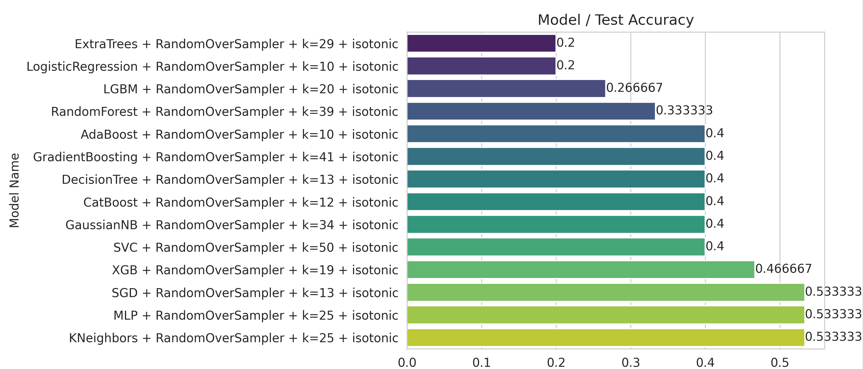 Model / Test Accuracy
Model Name
ExtraTrees + RandomOverSampler + k=29 + isotonic 0.2
LogisticRegression + RandomOverSampler + k=10 + isotonic 0.2
LGBM + RandomOverSampler + k=20 + isotonic 0.266667
RandomForest + RandomOverSampler + k=39 + isotonic 0.333333
AdaBoost + RandomOverSampler + k=10 + isotonic 0.4
GradientBoosting + RandomOverSampler + k=41 + isotonic 0.4
DecisionTree + RandomOverSampler + k=13 + isotonic 0.4
CatBoost + RandomOverSampler + k=12 + isotonic 0.4
GaussianNB + RandomOverSampler + k=34 + isotonic 0.4
SVC + RandomOverSampler + k=50 + isotonic 0.4
XGB + RandomOverSampler + k=19 + isotonic 0.466667
SGD + RandomOverSampler + k=13 + isotonic 0.533333
MLP + RandomOverSampler + k=25 + isotonic 0.533333
KNeighbors + RandomOverSampler + k=25 + isotonic 0.533333
0.0 0.1 0.2 0.3 0.4 0.5